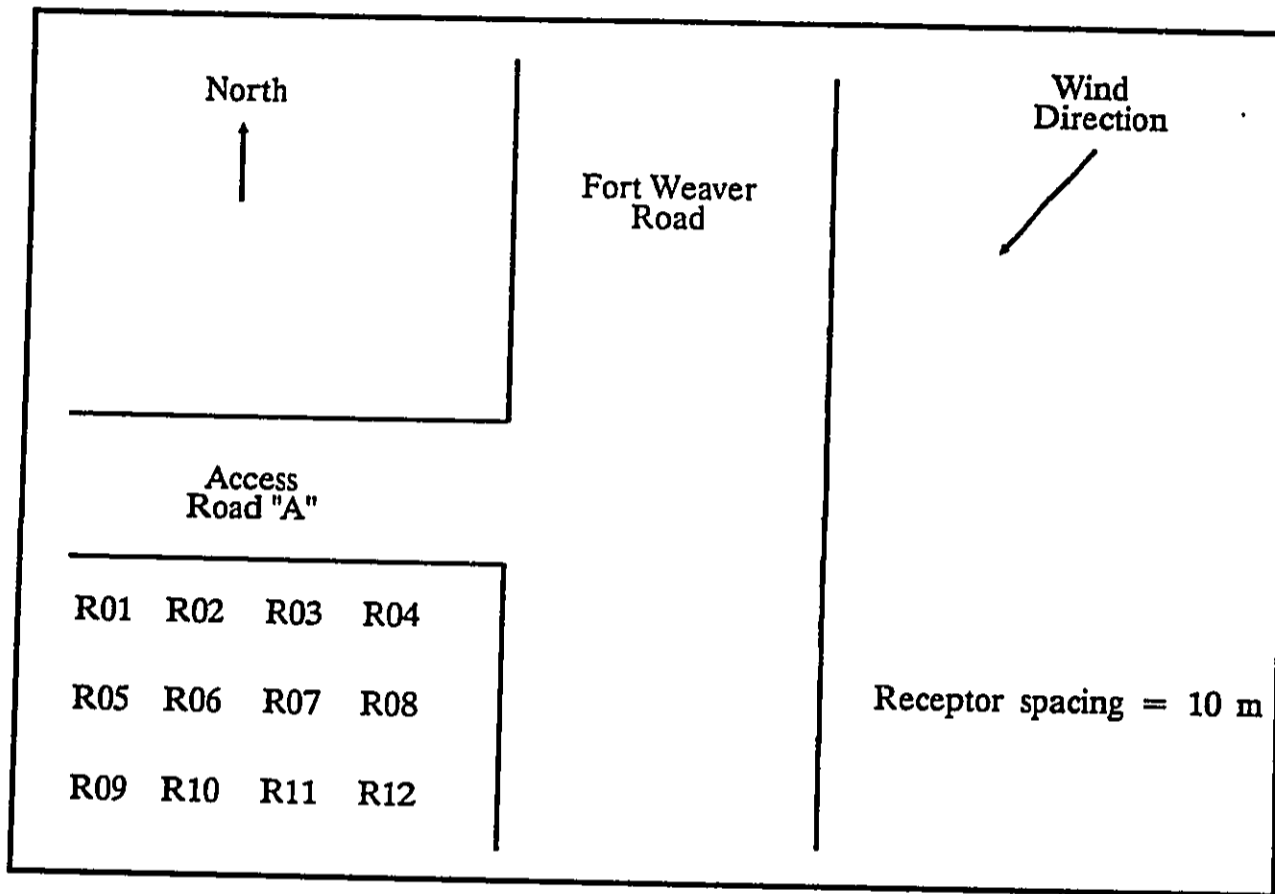 North
Wind
Direction
Fort Weaver
Road
Access
Road "A"
R01 R02 R03 R04
R05 R06 R07 R08
Receptor spacing = 10 m
R09 R10 R11 R12